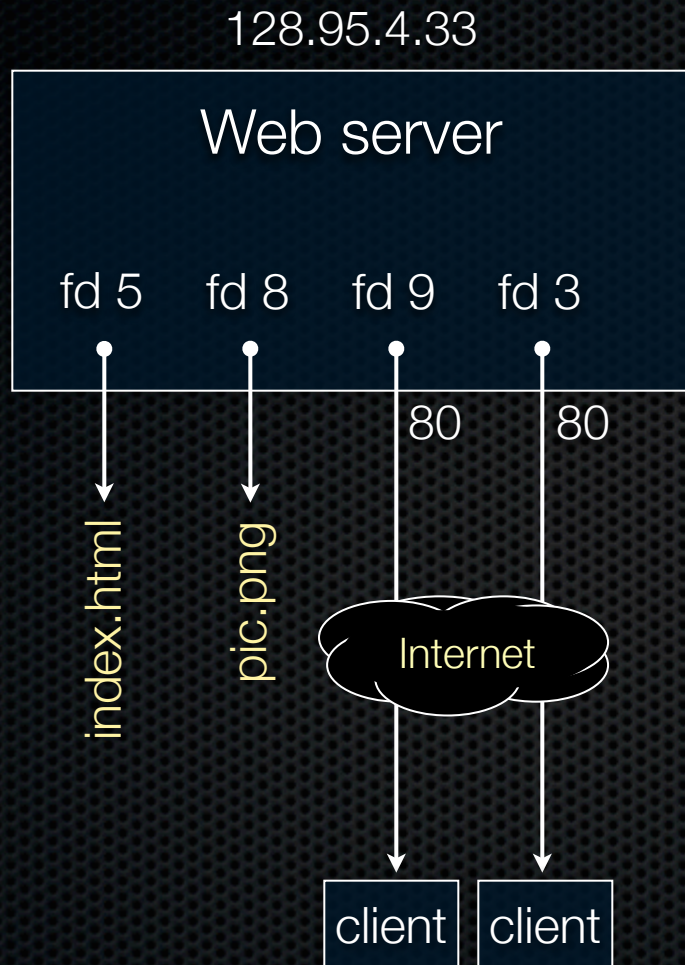 128.95.4.33
Web server
fd 5 fd 8 fd 9 fd 3
80 80
index.html
pic.png
Internet
client client